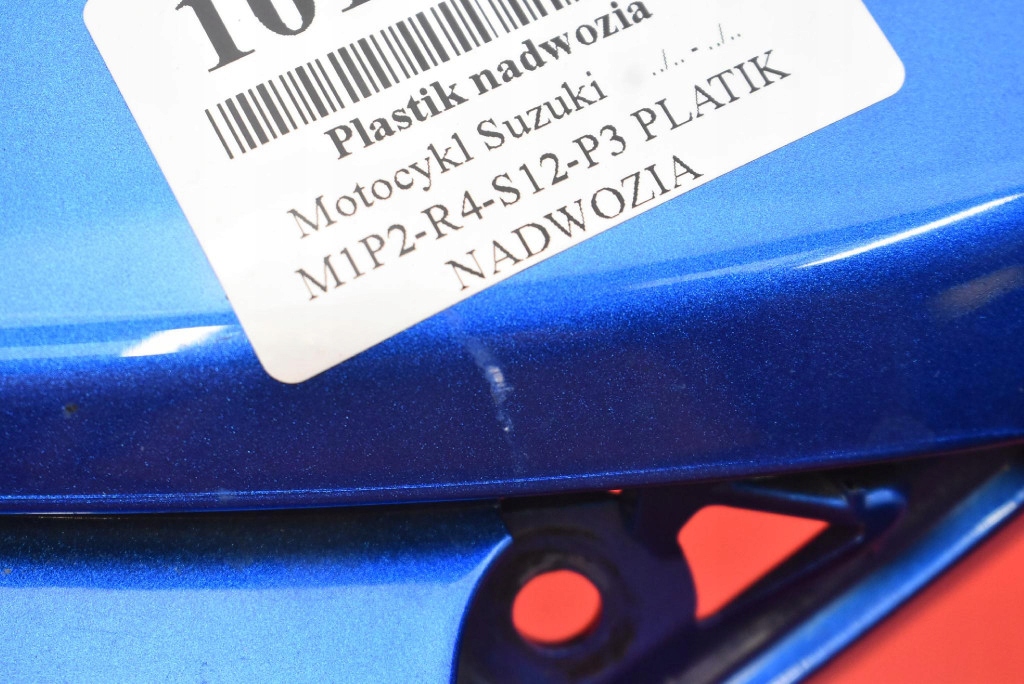 Plastik nadwozia
Motocykl Suzuki ../..-../..
M1P2-R4-S12-P3 PLATIK
NADWOZIA